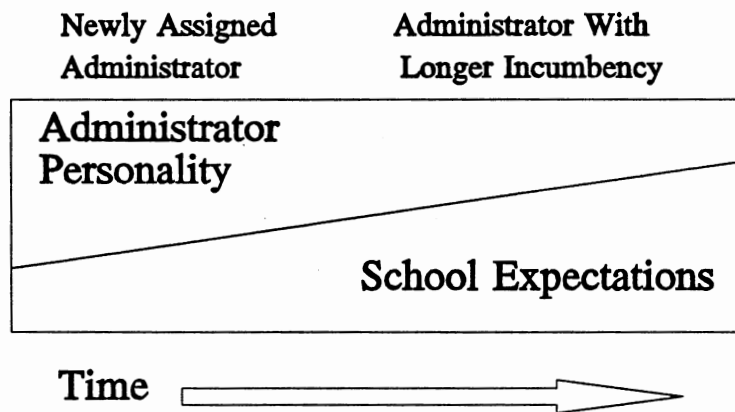 Newly Assigned
Administrator
Administrator With
Longer Incumbency
Administrator
Personality
School Expectations
Time